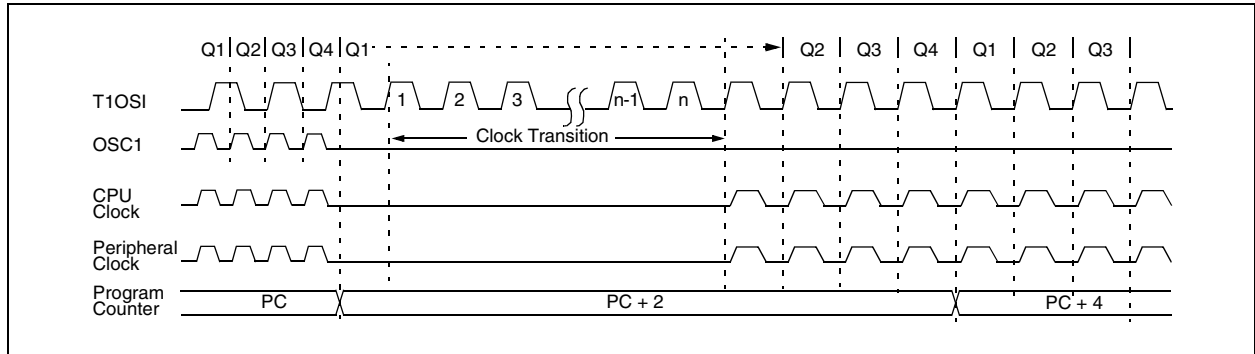 Q1 Q2 Q3 Q4 Q1 Q2 Q3 Q4 Q1 Q2 Q3
T1OSI 1 2 3 n-1 n
Clock Transition
OSC1
CPU
Clock
Peripheral
Clock
Program
Counter
PC PC + 2 PC + 4